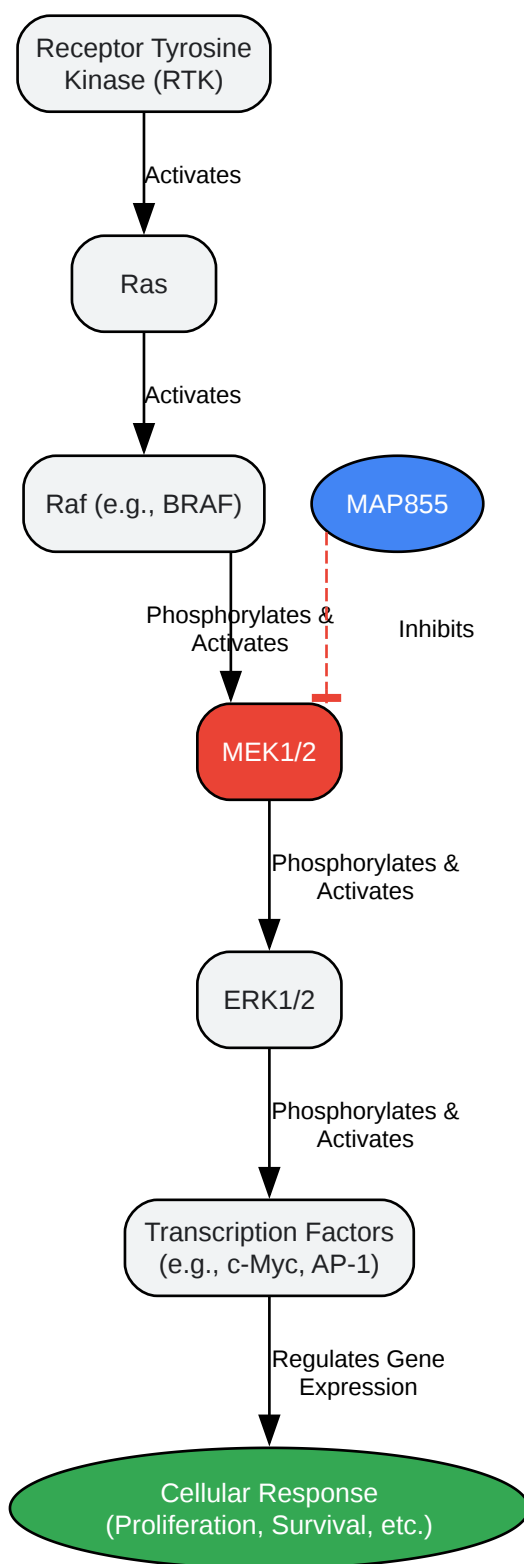 Receptor Tyrosine
Kinase (RTK)
Activates
Ras
Activates
Raf (e.g., BRAF)
MAP855
Phosphorylates &
Activates
Inhibits
MEK1/2
Phosphorylates &
Activates
ERK1/2
Phosphorylates &
Activates
Transcription Factors
(e.g., c-Myc, AP-1)
Regulates Gene
Expression
Cellular Response
(Proliferation, Survival, etc.)